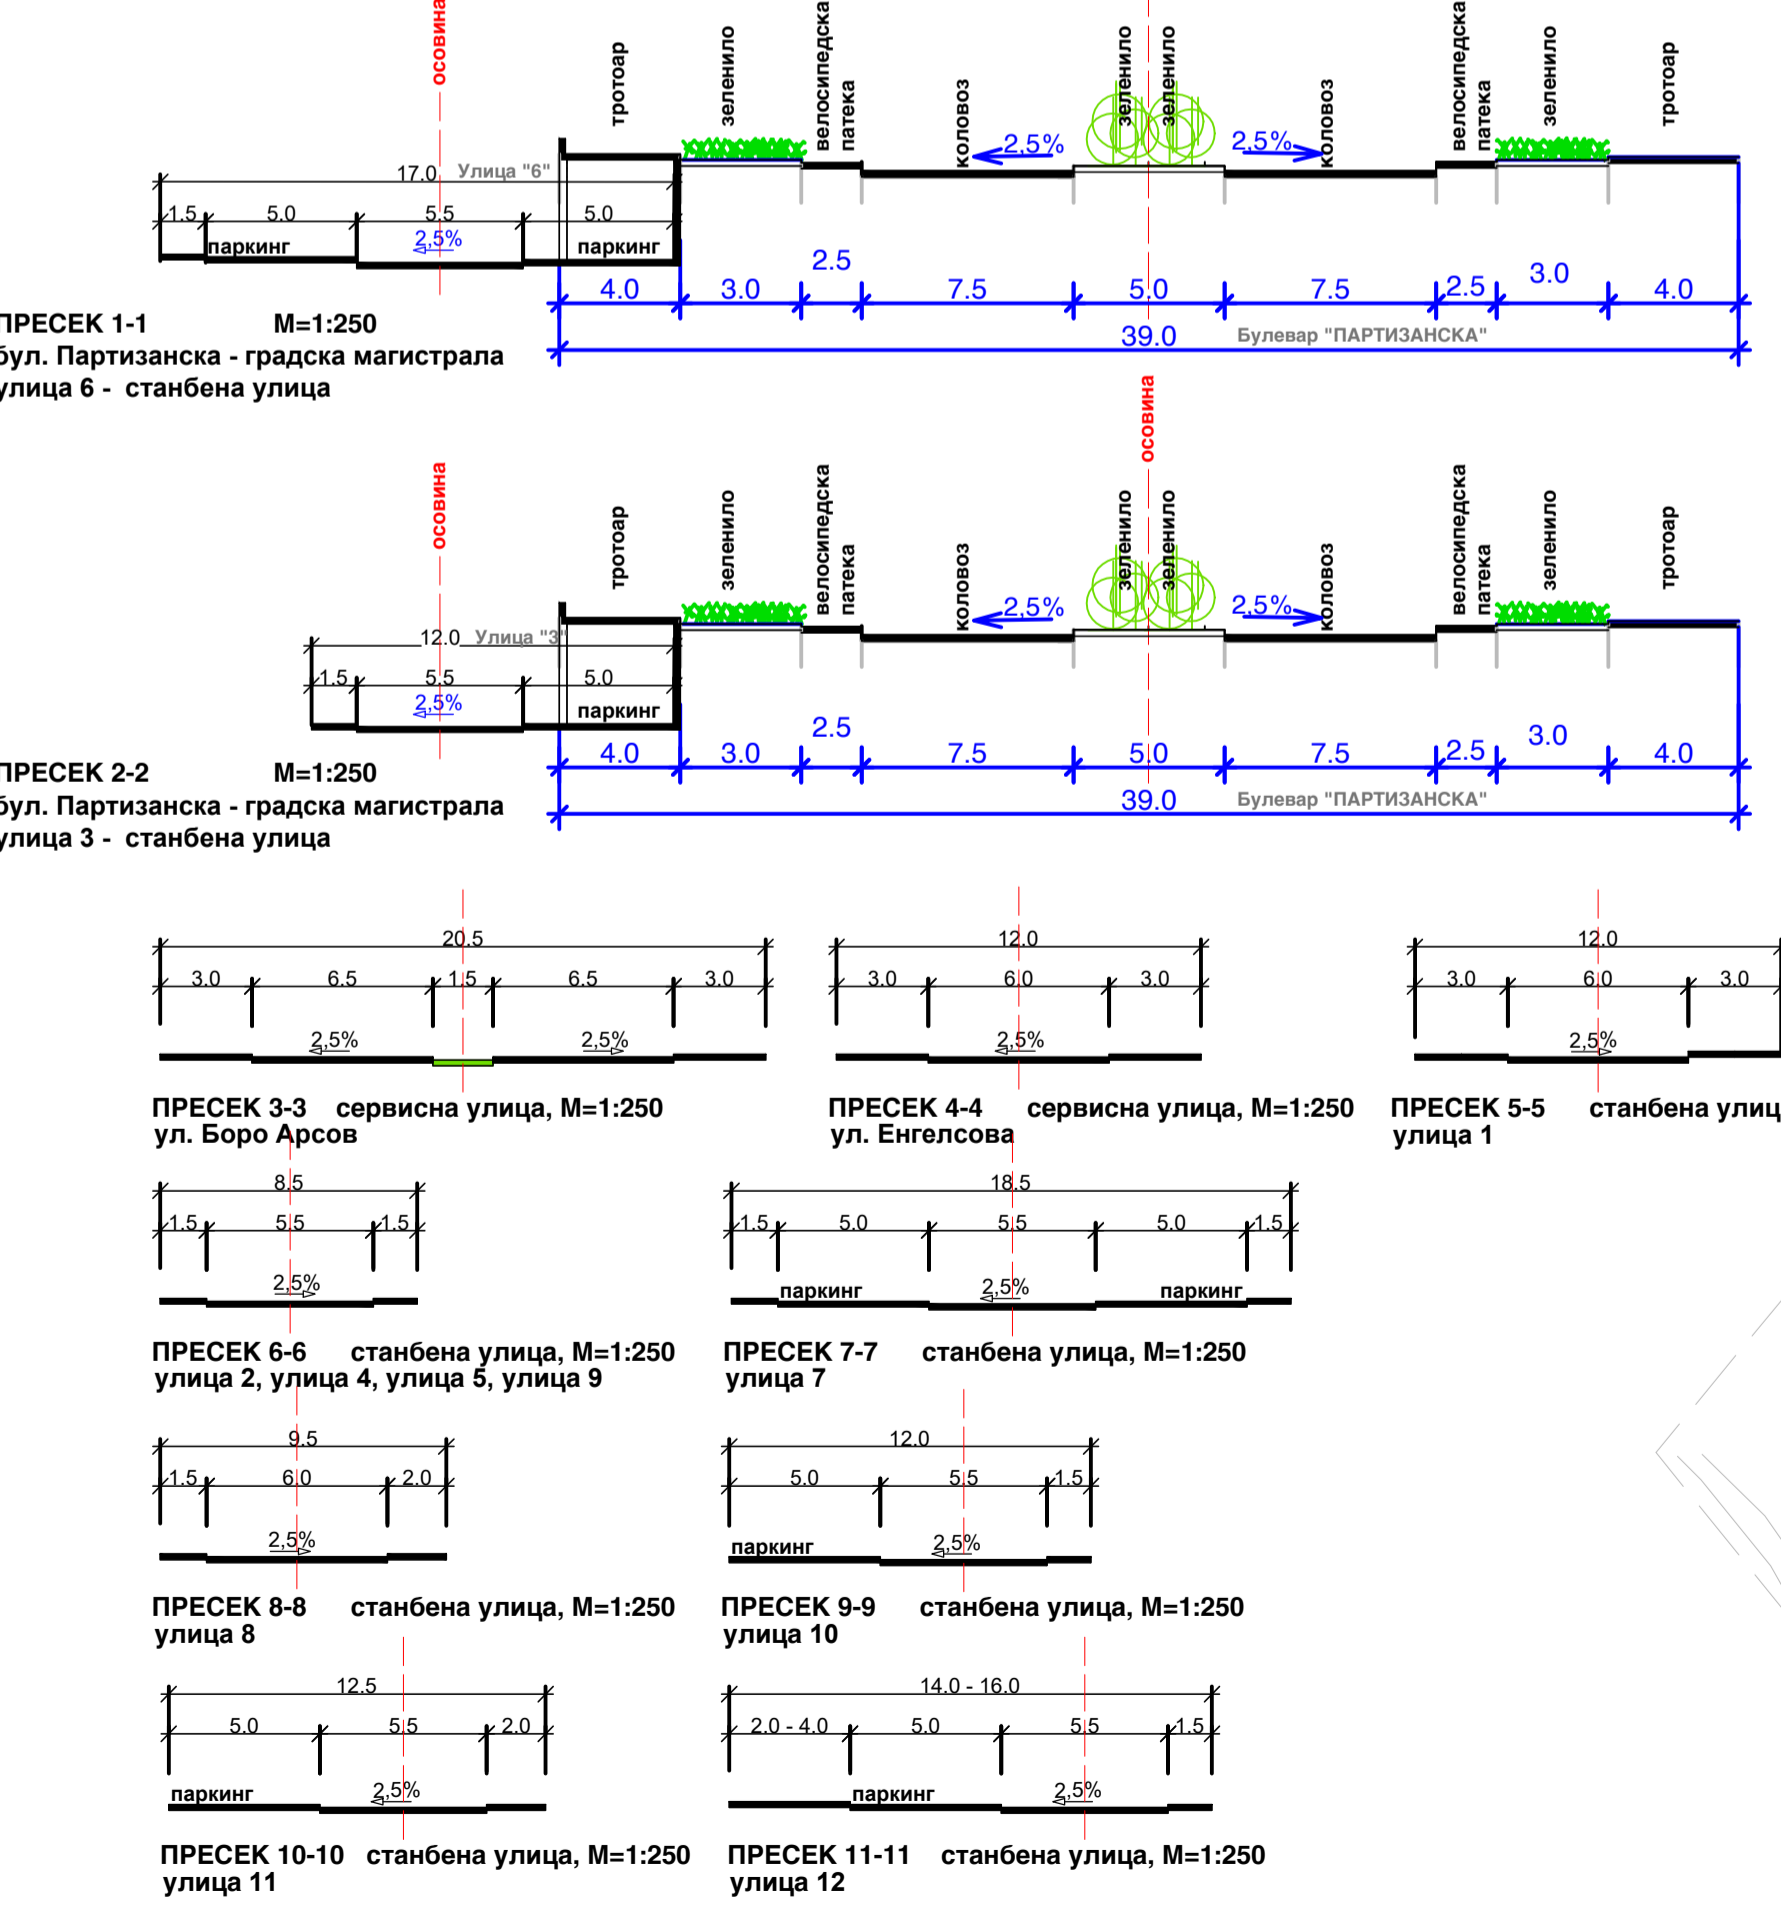 осовина
тротоар
зеленило
велосипедска
патека
коловоз
зеленило
зеленило
коловоз
велосипедска
патека
зеленило
тротоар
2,5%
2,5%
17.0 Улица "6"
1.5 5.0 5.5 5.0
паркинг 2,5% паркинг
2.5 3.0
4.0 3.0 7.5 5.0 7.5 2.5 4.0
39.0 Булевар "ПАРТИЗАНСКА"
ПРЕСЕК 1-1 М=1:250
бул. Партизанска - градска магистрала
улица 6 - станбена улица
осовина
осовина
тротоар
зеленило
велосипедска
патека
коловоз
зеленило
зеленило
коловоз
велосипедска
патека
зеленило
тротоар
2,5%
2,5%
12.0 Улица "3"
1.5 5.5 5.0
2,5% паркинг
2.5 3.0
4.0 3.0 7.5 5.0 7.5 2.5 4.0
39.0 Булевар "ПАРТИЗАНСКА"
ПРЕСЕК 2-2 М=1:250
бул. Партизанска - градска магистрала
улица 3 - станбена улица
20.5
3.0 6.5 1.5 6.5 3.0
2,5% 2,5%
ПРЕСЕК 3-3 сервисна улица, М=1:250
ул. Боро Арсов
12.0
3.0 6.0 3.0
2,5%
ПРЕСЕК 4-4 сервисна улица, М=1:250
ул. Енгелсова
12.0
3.0 6.0 3.0
2,5%
ПРЕСЕК 5-5 станбена улиц
улица 1
8.5
1.5 5.5 1.5
2,5%
ПРЕСЕК 6-6 станбена улица, М=1:250
улица 2, улица 4, улица 5, улица 9
18.5
1.5 5.0 5.5 5.0 1.5
паркинг 2,5% паркинг
ПРЕСЕК 7-7 станбена улица, М=1:250
улица 7
9.5
1.5 6.0 2.0
2,5%
ПРЕСЕК 8-8 станбена улица, М=1:250
улица 8
12.0
5.0 5.5 1.5
паркинг 2,5%
ПРЕСЕК 9-9 станбена улица, М=1:250
улица 10
12.5
5.0 5.5 2.0
паркинг 2,5%
ПРЕСЕК 10-10 станбена улица, М=1:250
улица 11
14.0 - 16.0
2.0 - 4.0 5.0 5.5 1.5
паркинг 2,5%
ПРЕСЕК 11-11 станбена улица, М=1:250
улица 12